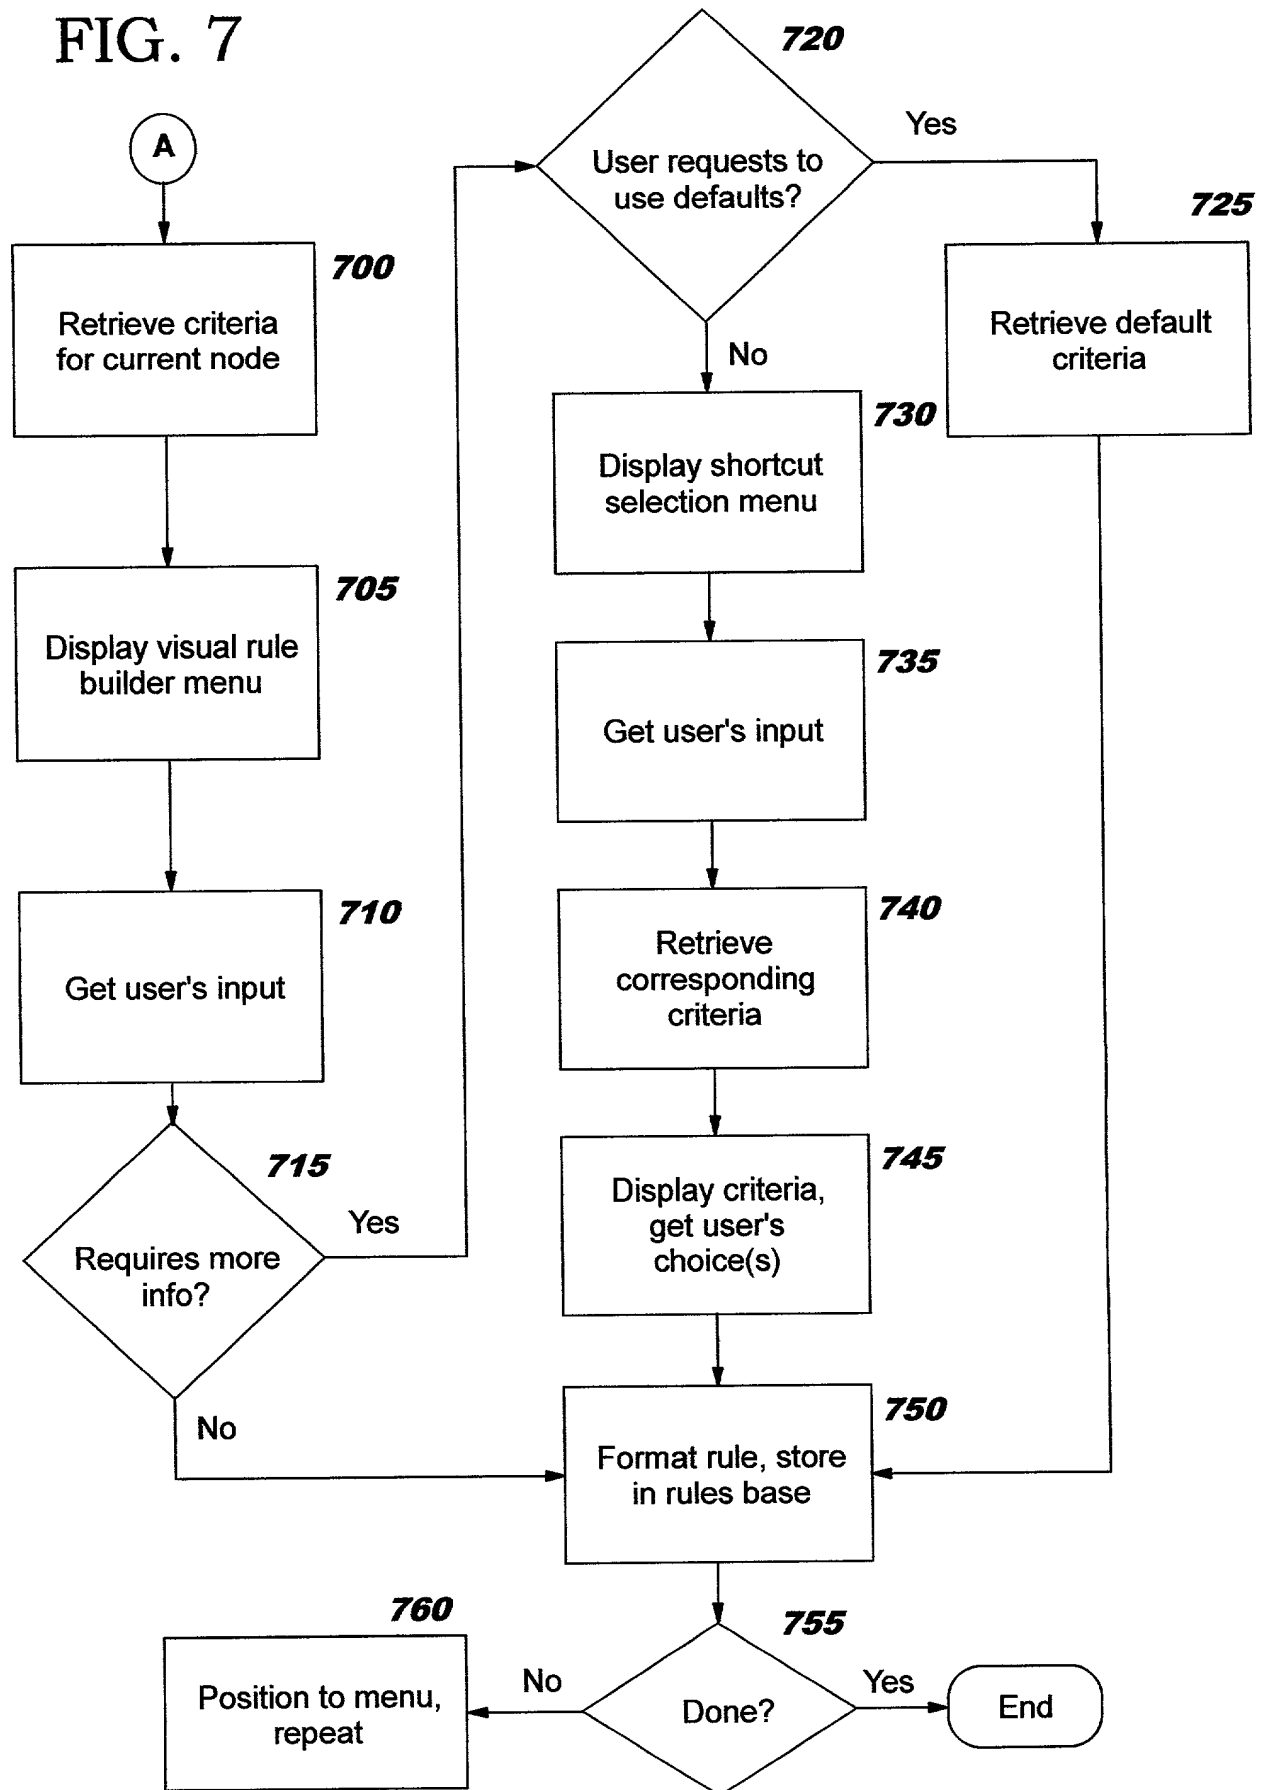 FIG. 7
A
700
Retrieve criteria
for current node
705
Display visual rule
builder menu
710
Get user's input
715
Requires more
info?
Yes
No
720
User requests to
use defaults?
Yes
No
725
Retrieve default
criteria
730
Display shortcut
selection menu
735
Get user's input
740
Retrieve
corresponding
criteria
745
Display criteria,
get user's
choice(s)
750
Format rule, store
in rules base
755
Done?
No
Yes
760
Position to menu,
repeat
End